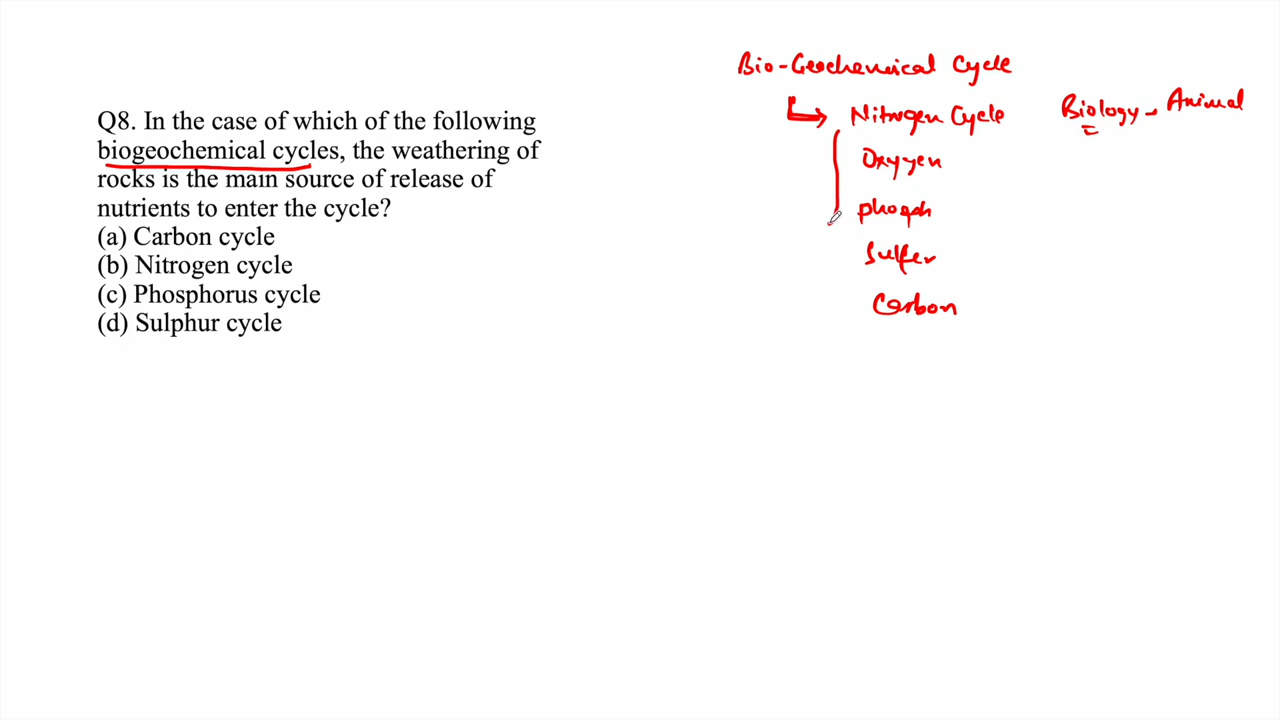 Q8. In the case of which of the following
biogeochemical cycles, the weathering of
rocks is the main source of release of
nutrients to enter the cycle?
(a) Carbon cycle
(b) Nitrogen cycle
(c) Phosphorus cycle
(d) Sulphur cycle
Bio-Geochemical Cycle
Nitrogen Cycle
Oxygen
phosph
Sulfer
Carbon
Biology - Animal